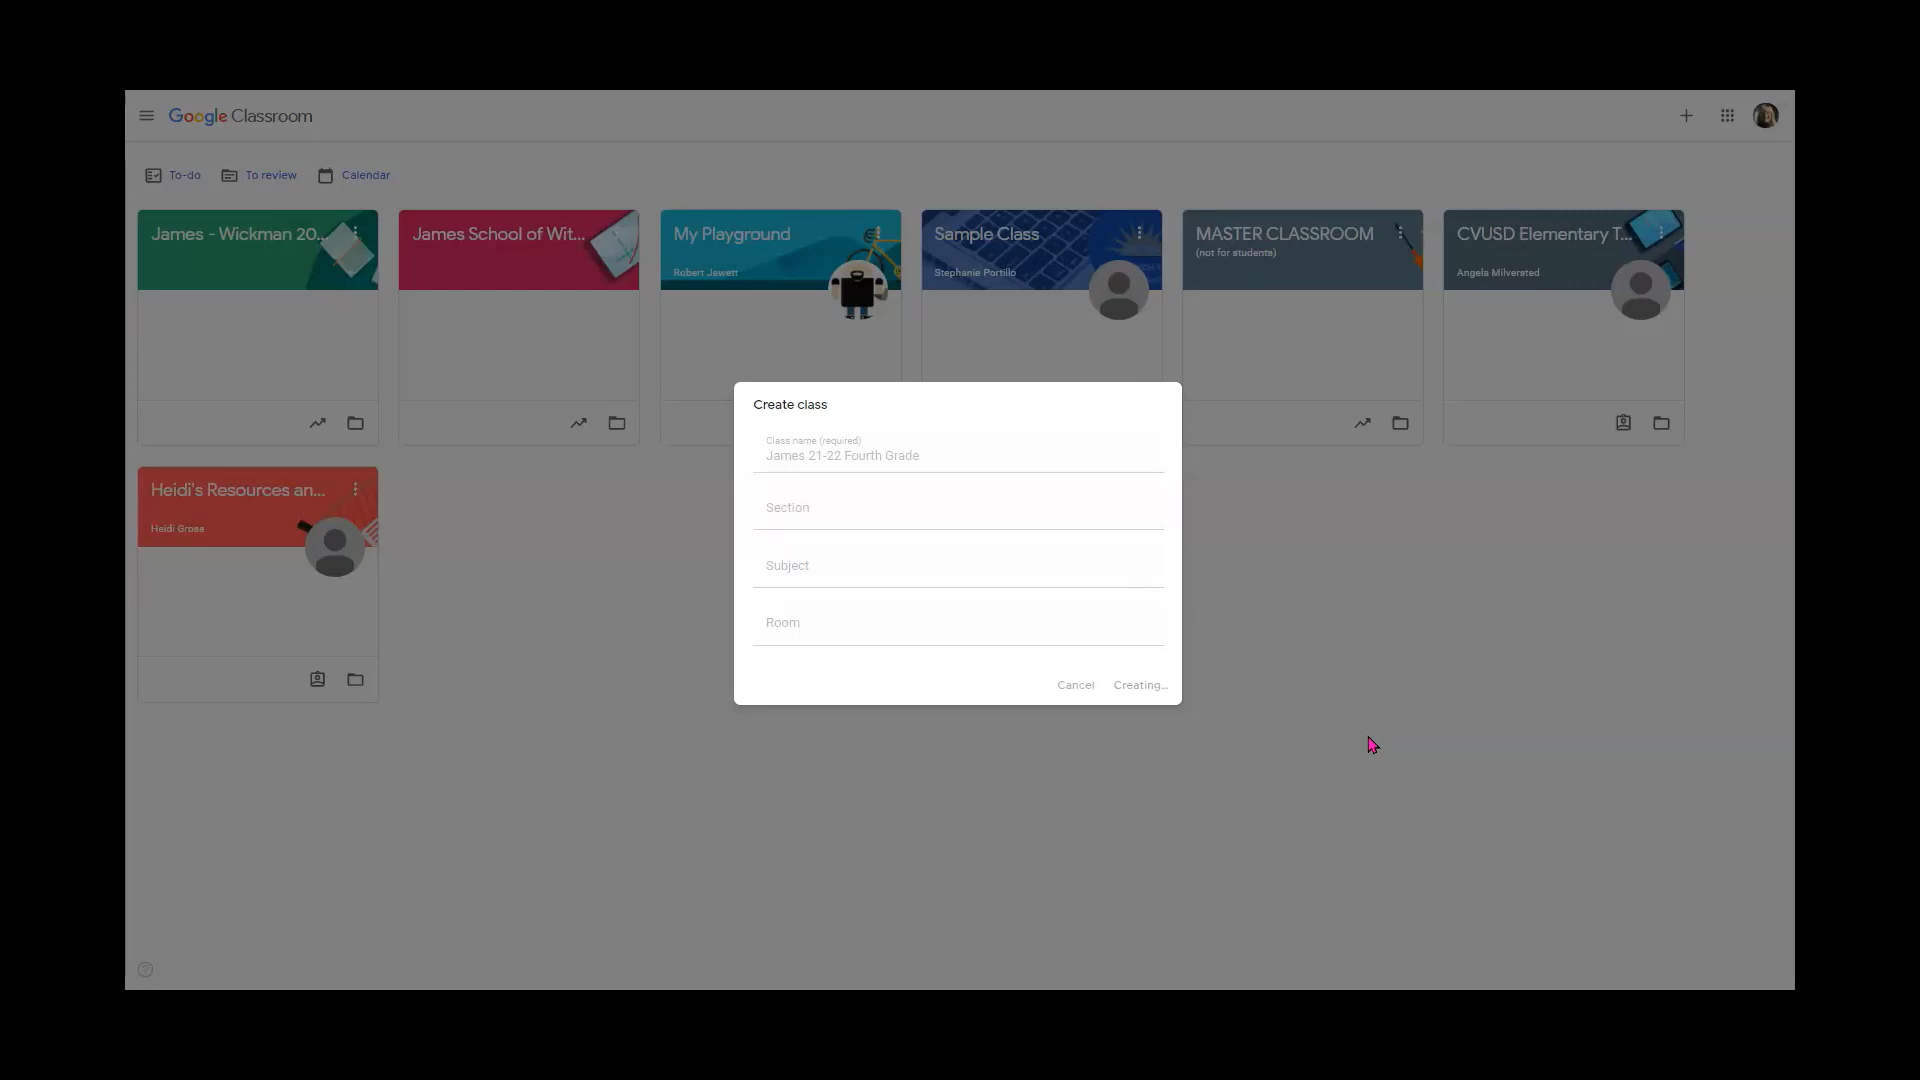 Google Classroom
To-do To review Calendar
James - Wickman 20...
James School of Wit...
My Playground
Robert Jewett
Sample Class
Stephanie Portillo
MASTER CLASSROOM
(not for students)
CVUSD Elementary T...
Angela Milversted
Heidi's Resources an...
Heidi Gross
Create class
Class name (required)
James 21-22 Fourth Grade
Section
Subject
Room
Cancel Creating...